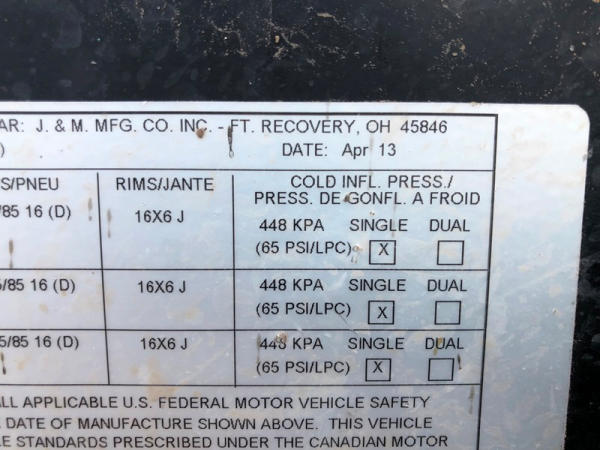 AR: J. & M. MFG. CO. INC. - FT. RECOVERY, OH 45846
) DATE: Apr 13
S/PNEU RIMS/JANTE COLD INFL. PRESS./
PRESS. DE GONFL. A FROID
/85 16 (D) 16X6 J 448 KPA SINGLE DUAL
(65 PSI/LPC) X
5/85 16 (D) 16X6 J 448 KPA SINGLE DUAL
(65 PSI/LPC) X
5/85 16 (D) 16X6 J 448 KPA SINGLE DUAL
(65 PSI/LPC) X
ALL APPLICABLE U.S. FEDERAL MOTOR VEHICLE SAFETY
DATE OF MANUFACTURE SHOWN ABOVE. THIS VEHICLE
E STANDARDS PRESCRIBED UNDER THE CANADIAN MOTOR